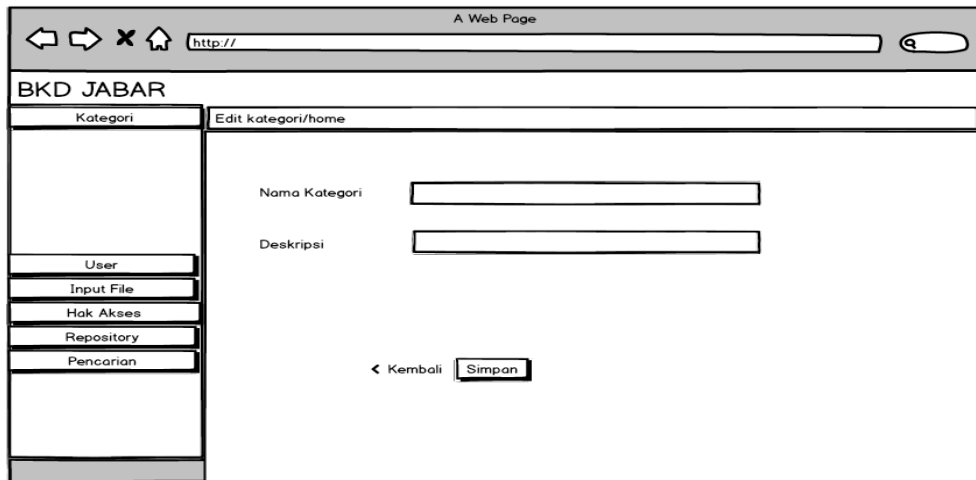 A Web Page
http://
BKD JABAR
Kategori
Edit kategori/home
Nama Kategori
Deskripsi
User
Input File
Hak Akses
Repository
Pencarian
< Kembali
Simpan